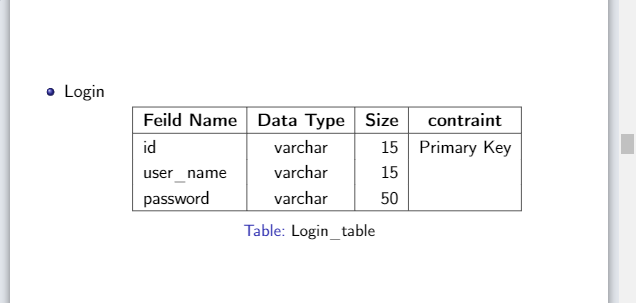 Login
Feild Name Data Type Size contraint
id varchar 15 Primary Key
user_name varchar 15
password varchar 50
Table: Login_table